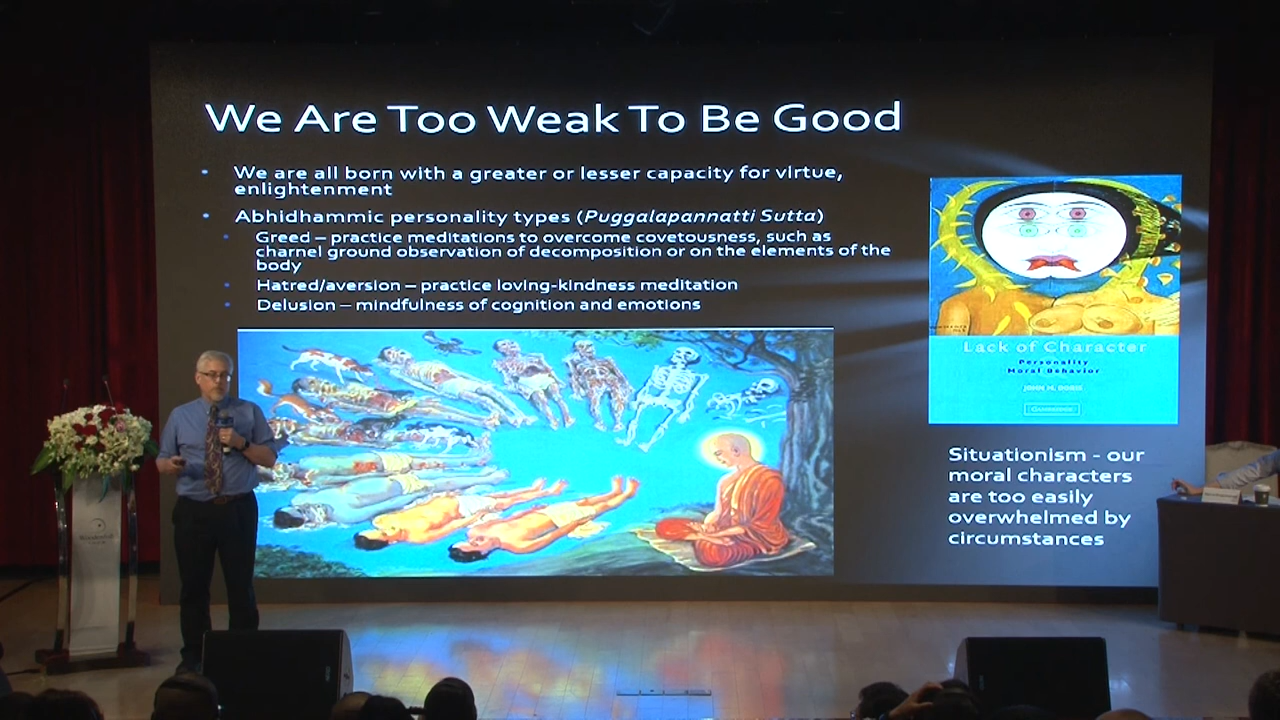 We Are Too Weak To Be Good
• We are all born with a greater or lesser capacity for virtue,
enlightenment
• Abhidhammic personality types (Puggalapannatti Sutta)
• Greed – practice meditations to overcome covetousness, such as
charnel ground observation of decomposition or on the elements of the
body
• Hatred/aversion – practice loving-kindness meditation
• Delusion – mindfulness of cognition and emotions
Lack of Character
Personality
Moral Behavior
JOHN M. DORIS
CAMBRIDGE
Situationism - our
moral characters
are too easily
overwhelmed by
circumstances